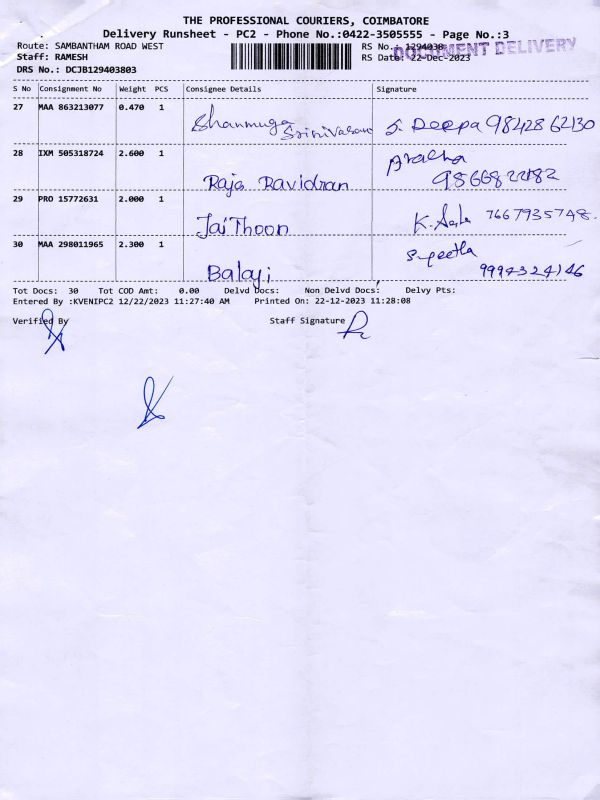 THE PROFESSIONAL COURIERS, COIMBATORE
Delivery Runsheet - PC2 - Phone No.:0422-3505555 - Page No.:3
Route: SAMBANTHAM ROAD WEST RS No.: 1294038
DOCUMENT DELIVERY
Staff: RAMESH RS Date: 22-Dec-2023
DRS No.: DCJB129403803
S No Consignment No Weight PCS Consignee Details Signature
27 MAA 863213077 0.470 1 Shanmuga Srinivasan S. Deepa 9842862130
28 IXM 505318724 2.600 1
Raja Ravidran 9566822182
29 PRO 15772631 2.000 1 JaiThoon K. 7667935748.
30 MAA 298011965 2.300 1
Balaji 9994324146
Tot Docs: 30 Tot COD Amt: 0.00 Delvd Docs: Non Delvd Docs: Delvy Pts:
Entered By :KVENIPC2 12/22/2023 11:27:40 AM Printed On: 22-12-2023 11:28:08
Verified By Staff Signature